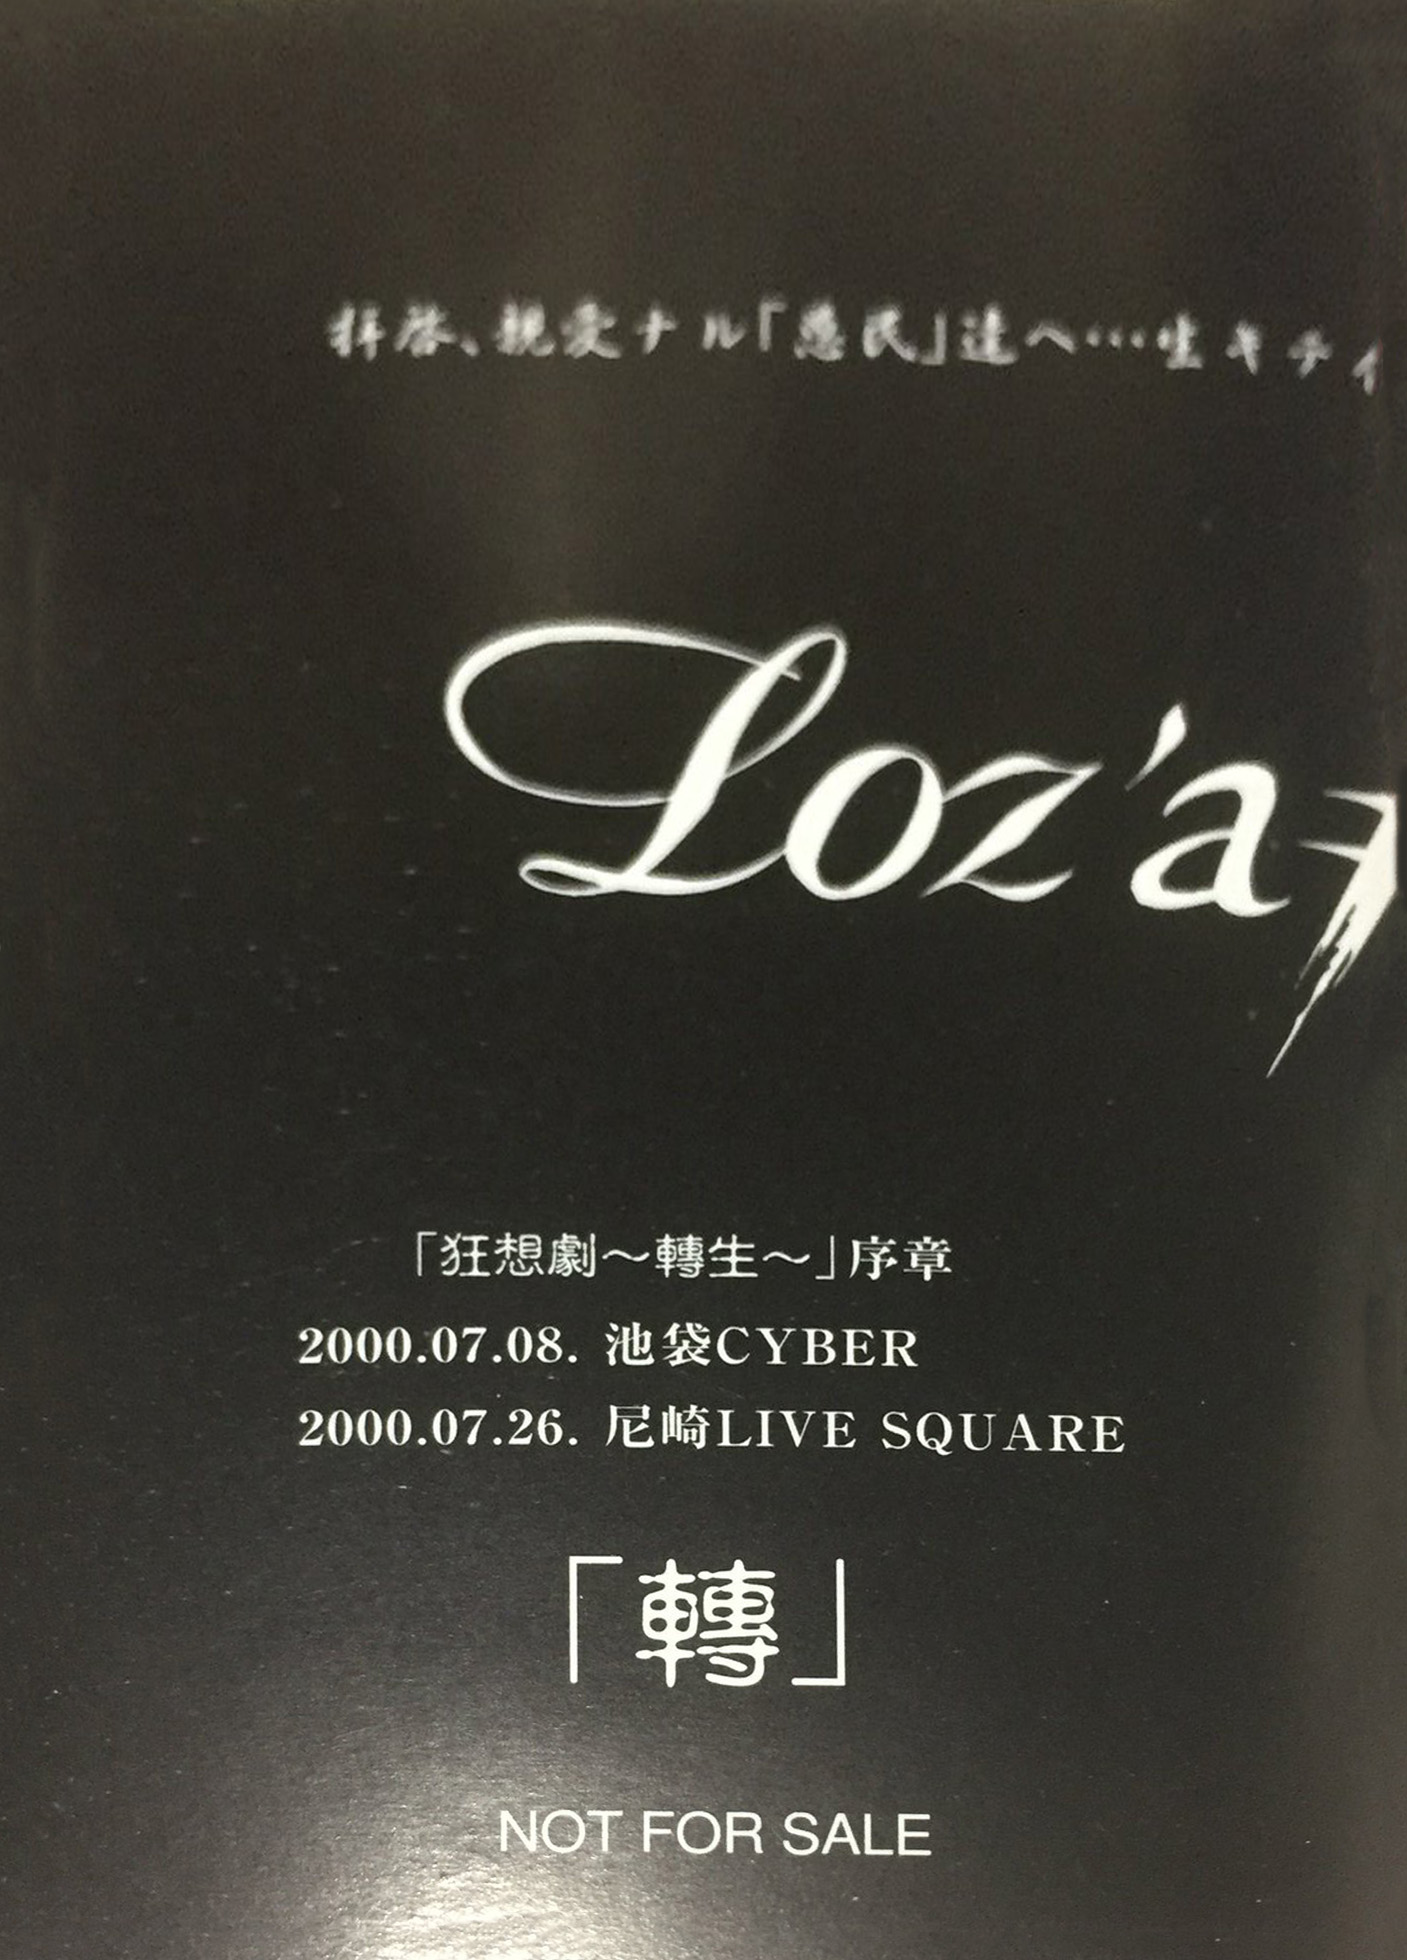 拝啓、親愛ナル「愚民」達へ…生キテイ
Loz'a
「狂想劇～轉生～」序章
2000.07.08. 池袋CYBER
2000.07.26. 尼崎LIVE SQUARE
「轉」
NOT FOR SALE